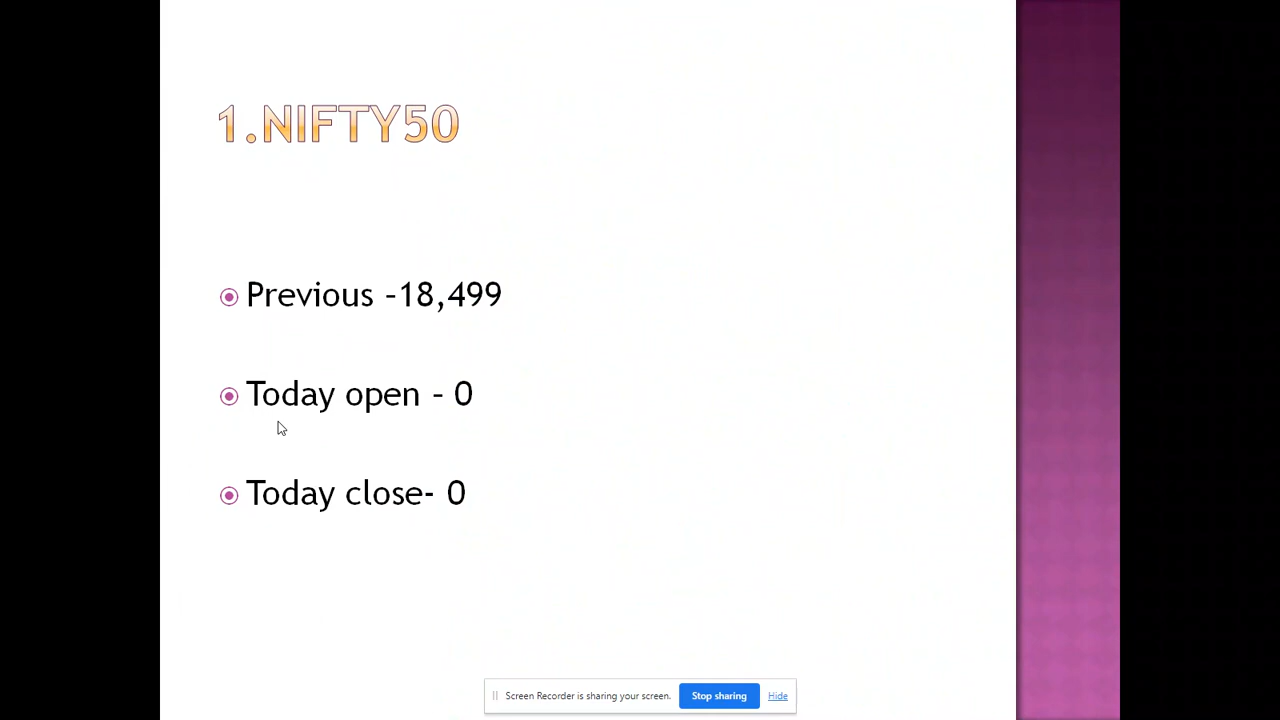 1.NIFTY50
Previous –18,499
Today open – 0
Today close- 0
Screen Recorder is sharing your screen. Stop sharing Hide